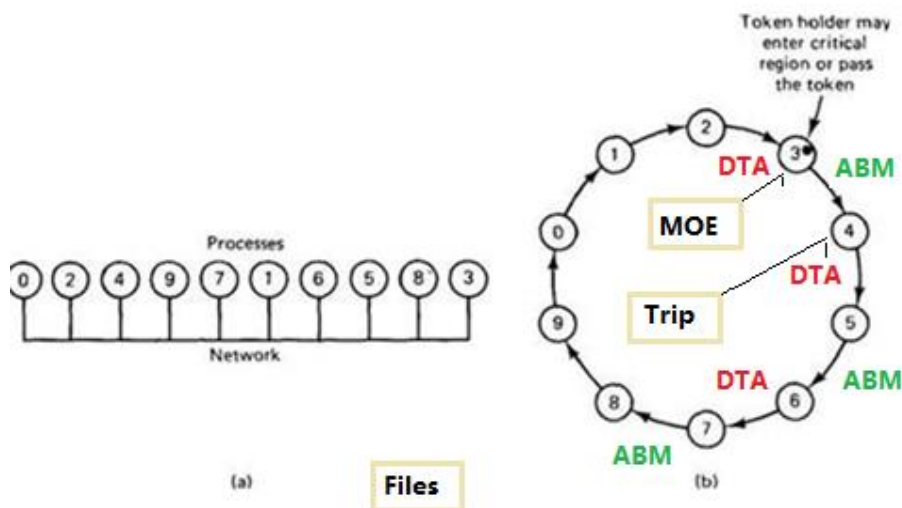 Token holder may
enter critical
region or pass
the token
2
1
3
DTA
ABM
MOE
0
4
Processes
DTA
0 2 4 9 7 1 6 5 8 3
Trip
9
5
Network
DTA
ABM
8
6
7
ABM
(a)
Files
(b)